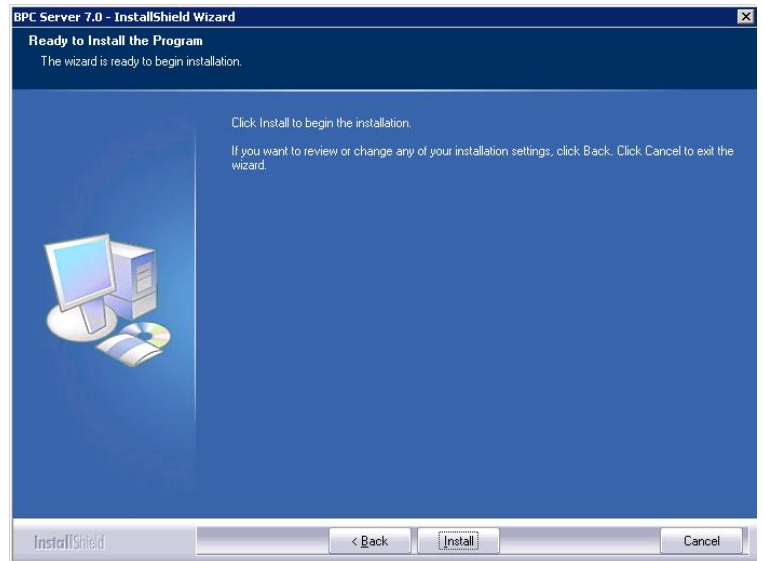 BPC Server 7.0 - InstallShield Wizard
Ready to Install the Program
The wizard is ready to begin installation.
Click Install to begin the installation.
If you want to review or change any of your installation settings, click Back. Click Cancel to exit the
wizard.
InstallShield
< Back
Install
Cancel